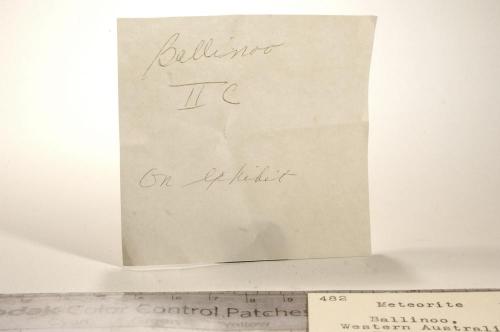 Ballinoo
II C
On exhibit
Kodak Color Control Patches
482 Meteorite
Ballinoo,
Western Australi